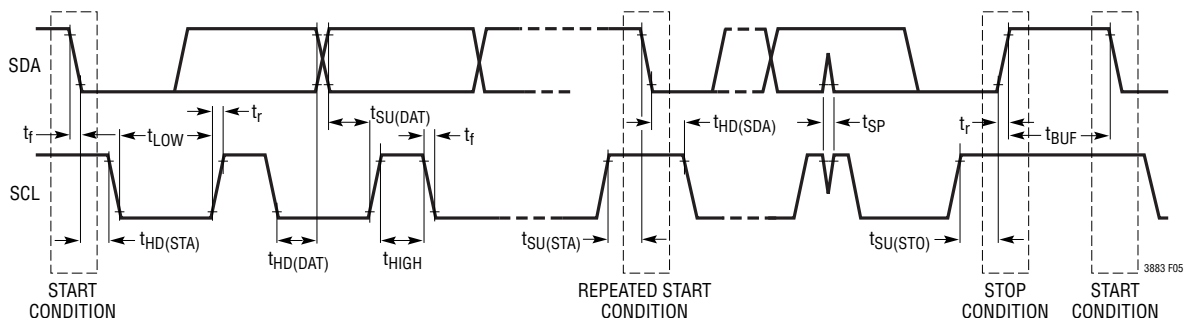 SDA
tf
tLOW
tr
tSU(DAT)
tf
tHD(SDA)
tSP
tr
tBUF
SCL
tHD(STA)
tHD(DAT)
tHIGH
tSU(STA)
tSU(STO)
3883 F05
START
CONDITION
REPEATED START
CONDITION
STOP
CONDITION
START
CONDITION